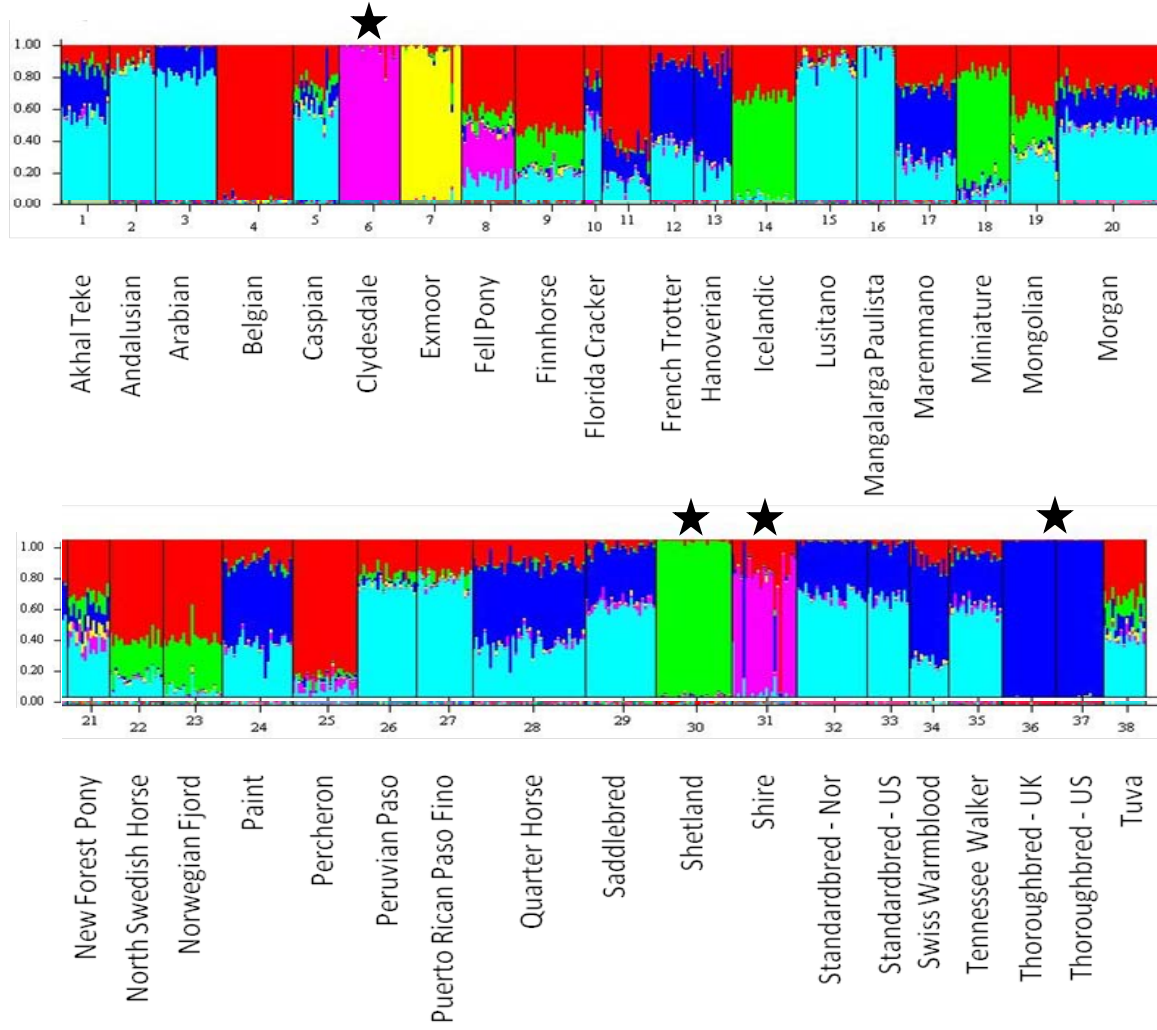 1.00
0.80
0.60
0.40
0.20
0.00
1 2 3 4 5 6 7 8 9 10 11 12 13 14 15 16 17 18 19 20
Akhal Teke
Andalusian
Arabian
Belgian
Caspian
Clydesdale
Exmoor
Fell Pony
Finnhorse
Florida Cracker
French Trotter
Hanoverian
Icelandic
Lusitano
Mangalarga Paulista
Maremmano
Miniature
Mongolian
Morgan
1.00
0.80
0.60
0.40
0.20
0.00
21 22 23 24 25 26 27 28 29 30 31 32 33 34 35 36 37 38
New Forest Pony
North Swedish Horse
Norwegian Fjord
Paint
Percheron
Peruvian Paso
Puerto Rican Paso Fino
Quarter Horse
Saddlebred
Shetland
Shire
Standardbred - Nor
Standardbred - US
Swiss Warmblood
Tennessee Walker
Thoroughbred - UK
Thoroughbred - US
Tuva